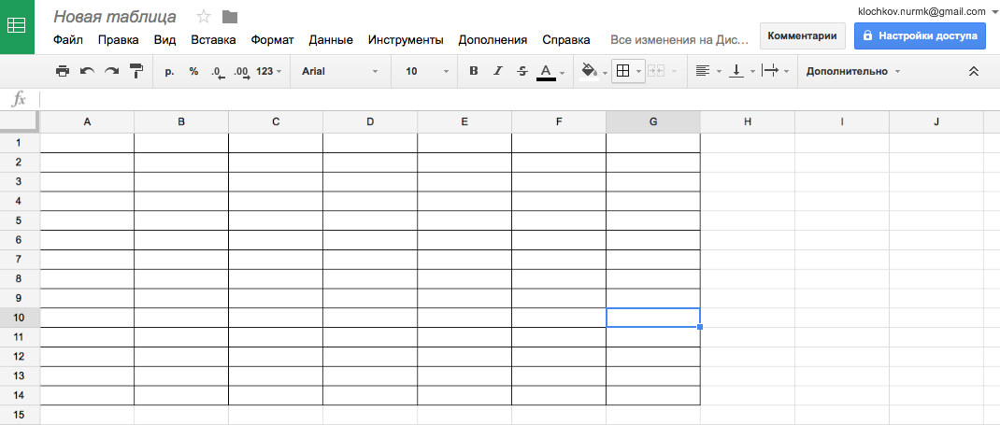 Новая таблица
klochkov.nurmk@gmail.com
Файл Правка Вид Вставка Формат Данные Инструменты Дополнения Справка Все изменения на Дис...
Комментарии
Настройки доступа
р. % .0 .00 123 Arial 10 B I S A Дополнительно
fx
A B C D E F G H I J
1
2
3
4
5
6
7
8
9
10
11
12
13
14
15